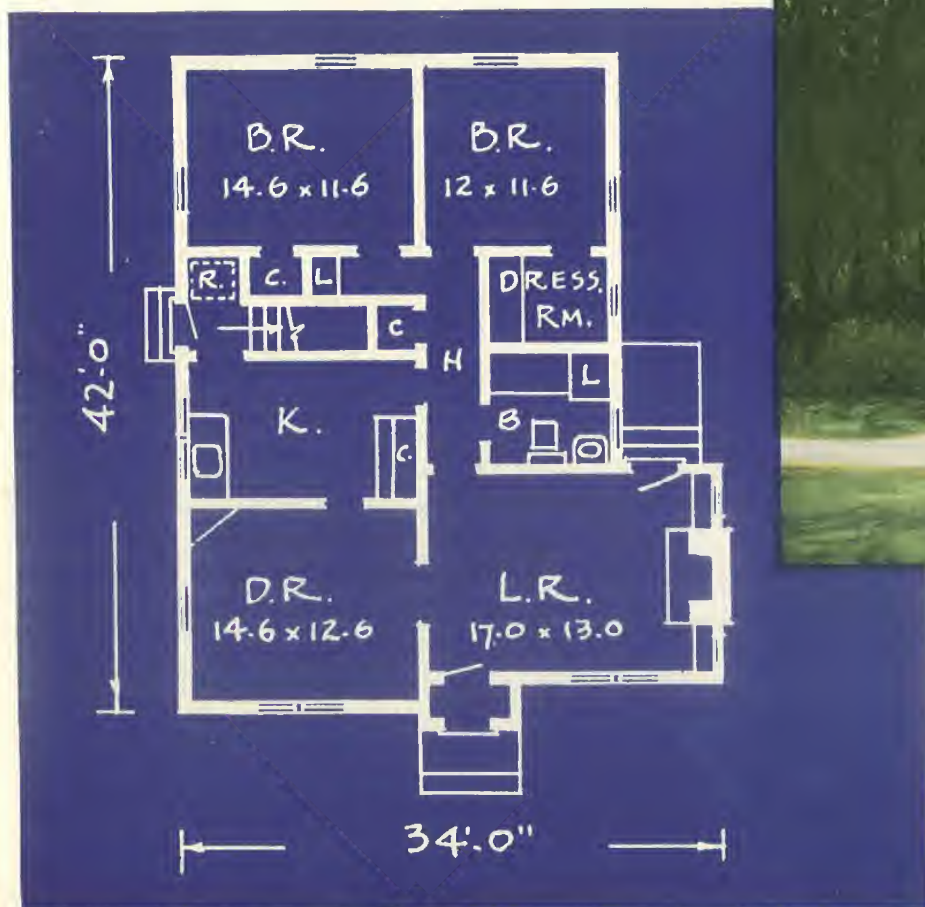 B.R.
14.6 x 11.6
B.R.
12 x 11.6
R.
C.
L
DRESS.
RM.
C
H
L
42'.0"
K.
C.
B
D.R.
14.6 x 12.6
L.R.
17.0 x 13.0
34'.0"